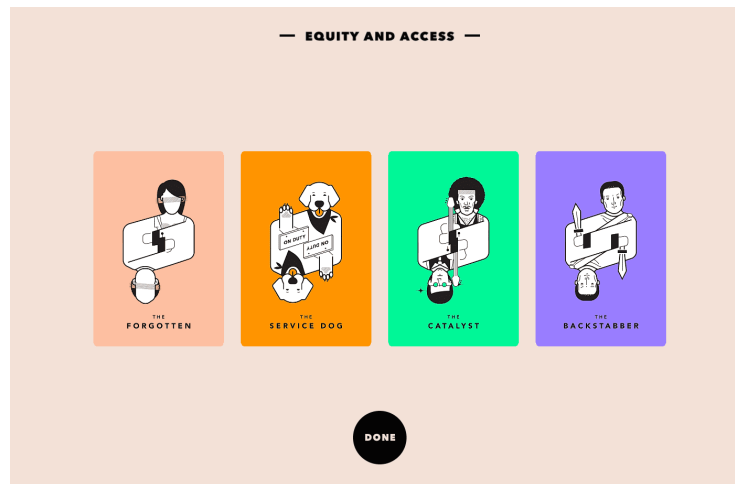 EQUITY AND ACCESS
THE
FORGOTTEN
ON DUTY
ON DUTY
THE
SERVICE DOG
THE
CATALYST
THE
BACKSTABBER
DONE